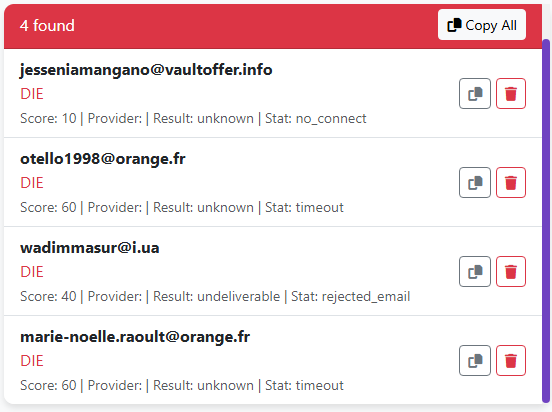 4 found
Copy All
jesseniamangano@vaultoffer.info
DIE
Score: 10 | Provider: | Result: unknown | Stat: no_connect
otello1998@orange.fr
DIE
Score: 60 | Provider: | Result: unknown | Stat: timeout
wadimmasur@i.ua
DIE
Score: 40 | Provider: | Result: undeliverable | Stat: rejected_email
marie-noelle.raoult@orange.fr
DIE
Score: 60 | Provider: | Result: unknown | Stat: timeout